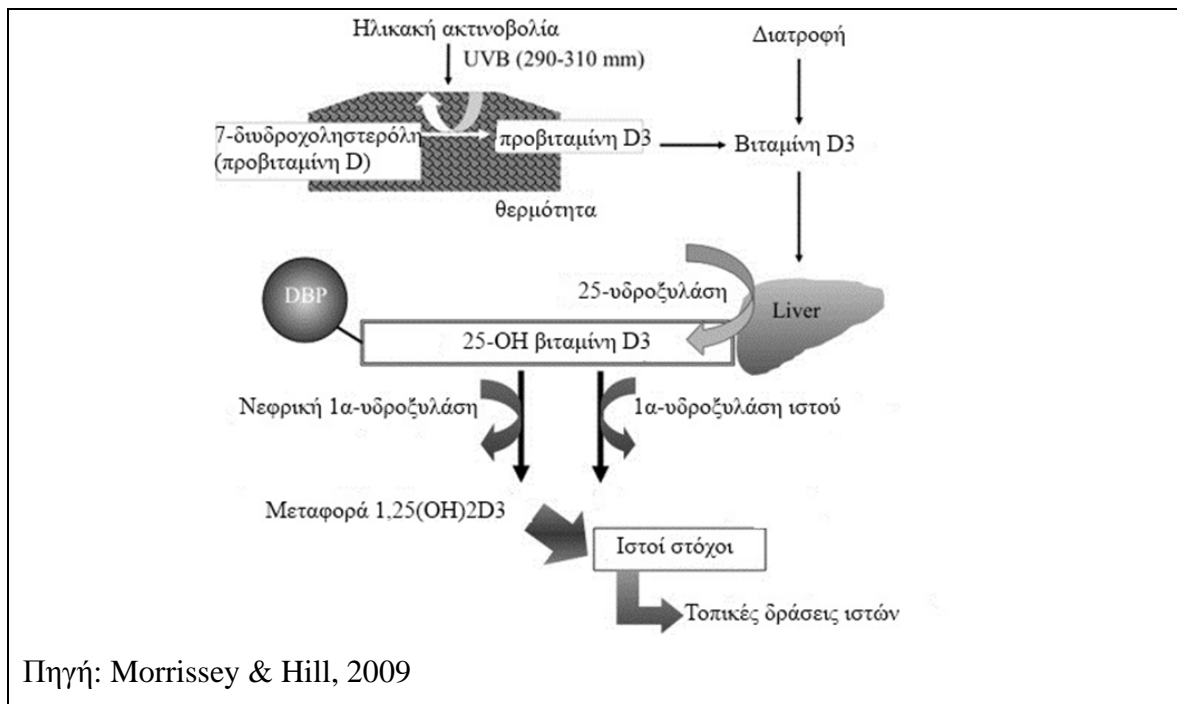 Ηλικακή ακτινοβολία
UVB (290-310 mm)
Διατροφή
7-διυδροχοληστερόλη
(προβιταμίνη D)
προβιταμίνη D3
Βιταμίνη D3
θερμότητα
DBP
25-υδροξυλάση
Liver
25-OH βιταμίνη D3
Νεφρική 1α-υδροξυλάση
1α-υδροξυλάση ιστού
Μεταφορά 1,25(OH)2D3
Ιστοί στόχοι
Τοπικές δράσεις ιστών
Πηγή: Morrissey & Hill, 2009